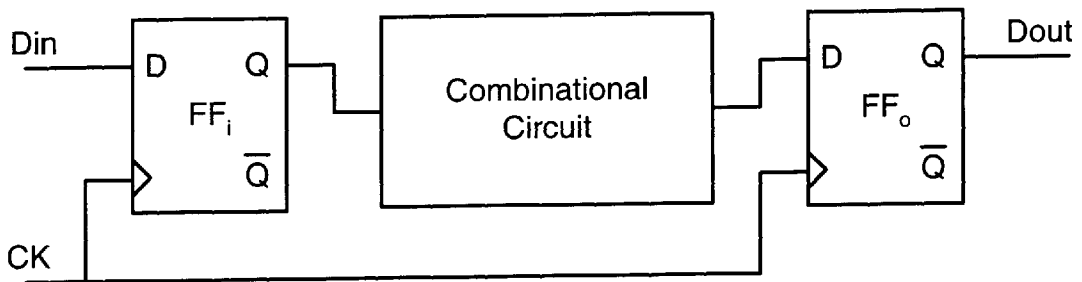 Din
D
Q
FFi
Q̅
CK
Combinational
Circuit
D
Q
FFo
Q̅
Dout